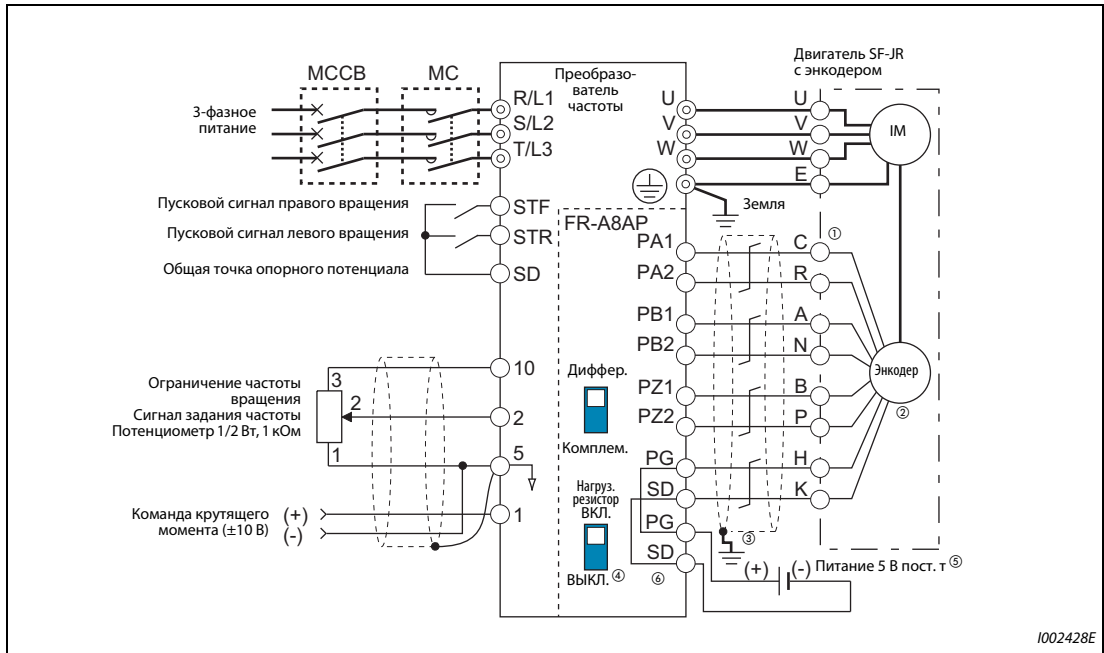 MCCB
MC
3-фазное
питание
R/L1
S/L2
T/L3
Преобразо-
ватель
частоты
U
V
W
Двигатель SF-JR
с энкодером
U
V
W
E
IM
Земля
Пусковой сигнал правого вращения
STF
Пусковой сигнал левого вращения
STR
Общая точка опорного потенциала
SD
FR-A8AP
PA1
C
①
PA2
R
PB1
A
PB2
N
PZ1
B
PZ2
P
PG
H
SD
K
PG
SD
Энкодер
②
Диффер.
Комплем.
Нагруз.
резистор
ВКЛ.
ВЫКЛ. ④
⑥
③
(+)
(-)
Питание 5 В пост. т ⑤
10
3
Ограничение частоты
вращения
Сигнал задания частоты
Потенциометр 1/2 Вт, 1 кОм
2
2
1
5
Команда крутящего
момента (±10 В)
(+)
(-)
1
I002428E